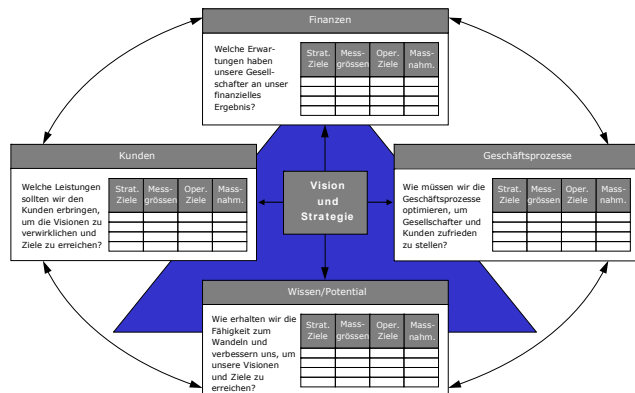 Finanzen
Welche Erwar-
tungen haben
unsere Gesell-
schafter an unser
finanzielles
Ergebnis?
Strat. Mess- Oper. Mass-
Ziele grössen Ziele nahm.
Kunden
Welche Leistungen
sollten wir den
Kunden erbringen,
um die Visionen zu
verwirklichen und
Ziele zu erreichen?
Strat. Mess- Oper. Mass-
Ziele grössen Ziele nahm.
Vision
und
Strategie
Geschäftsprozesse
Wie müssen wir die
Geschäftsprozesse
optimieren, um
Gesellschafter und
Kunden zufrieden
zu stellen?
Strat. Mess- Oper. Mass-
Ziele grössen Ziele nahm.
Wissen/Potential
Wie erhalten wir die
Fähigkeit zum
Wandeln und
verbessern uns, um
unsere Visionen
und Ziele zu
erreichen?
Strat. Mass- Oper. Mass-
Ziele grössen Ziele nahm.